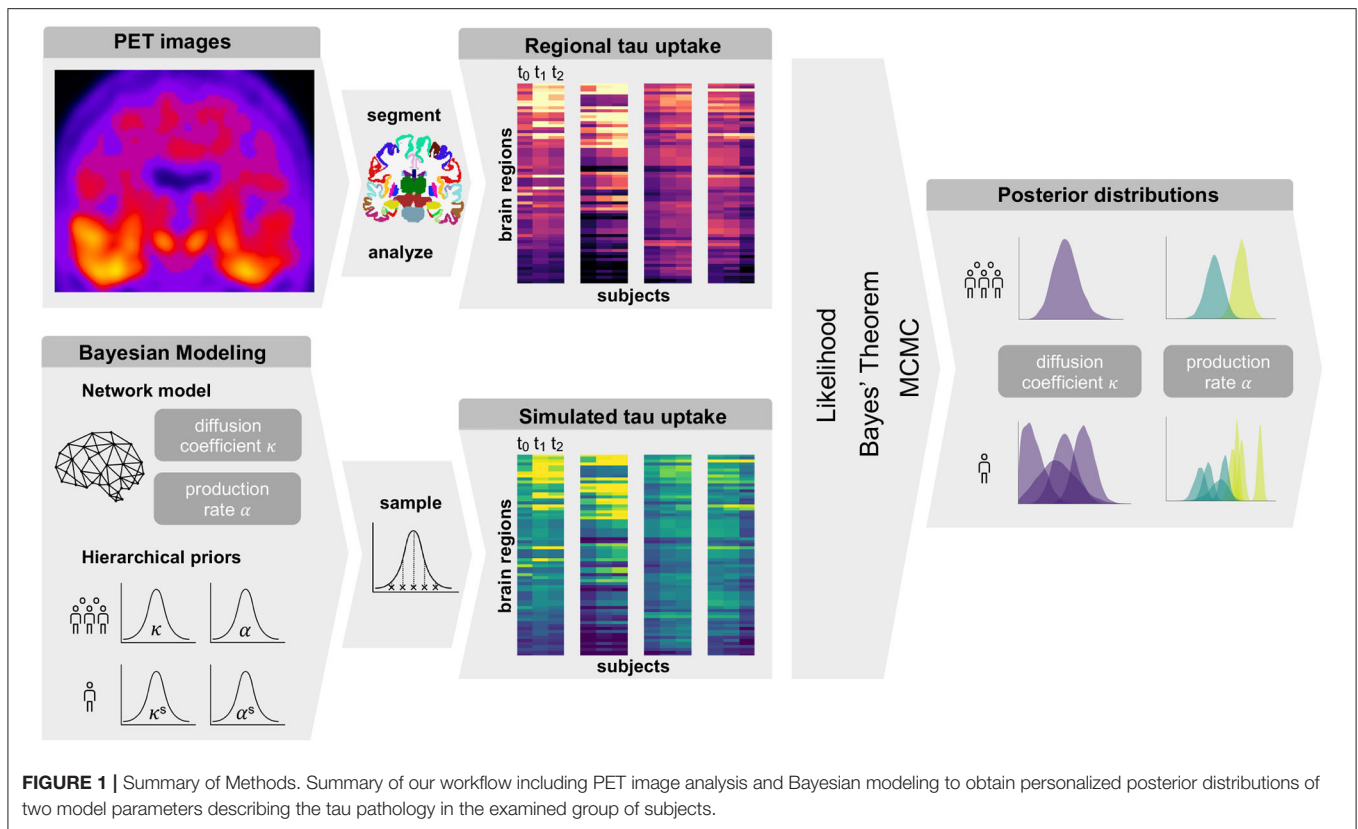 PET images
segment
analyze
Regional tau uptake
t0 t1 t2
brain regions
subjects
Bayesian Modeling
Network model
diffusion
coefficient κ
production
rate α
Hierarchical priors
κ
α
κs
αs
sample
Simulated tau uptake
t0 t1 t2
brain regions
subjects
Likelihood
Bayes' Theorem
MCMC
Posterior distributions
diffusion
coefficient κ
production
rate α
FIGURE 1 | Summary of Methods. Summary of our workflow including PET image analysis and Bayesian modeling to obtain personalized posterior distributions of
two model parameters describing the tau pathology in the examined group of subjects.